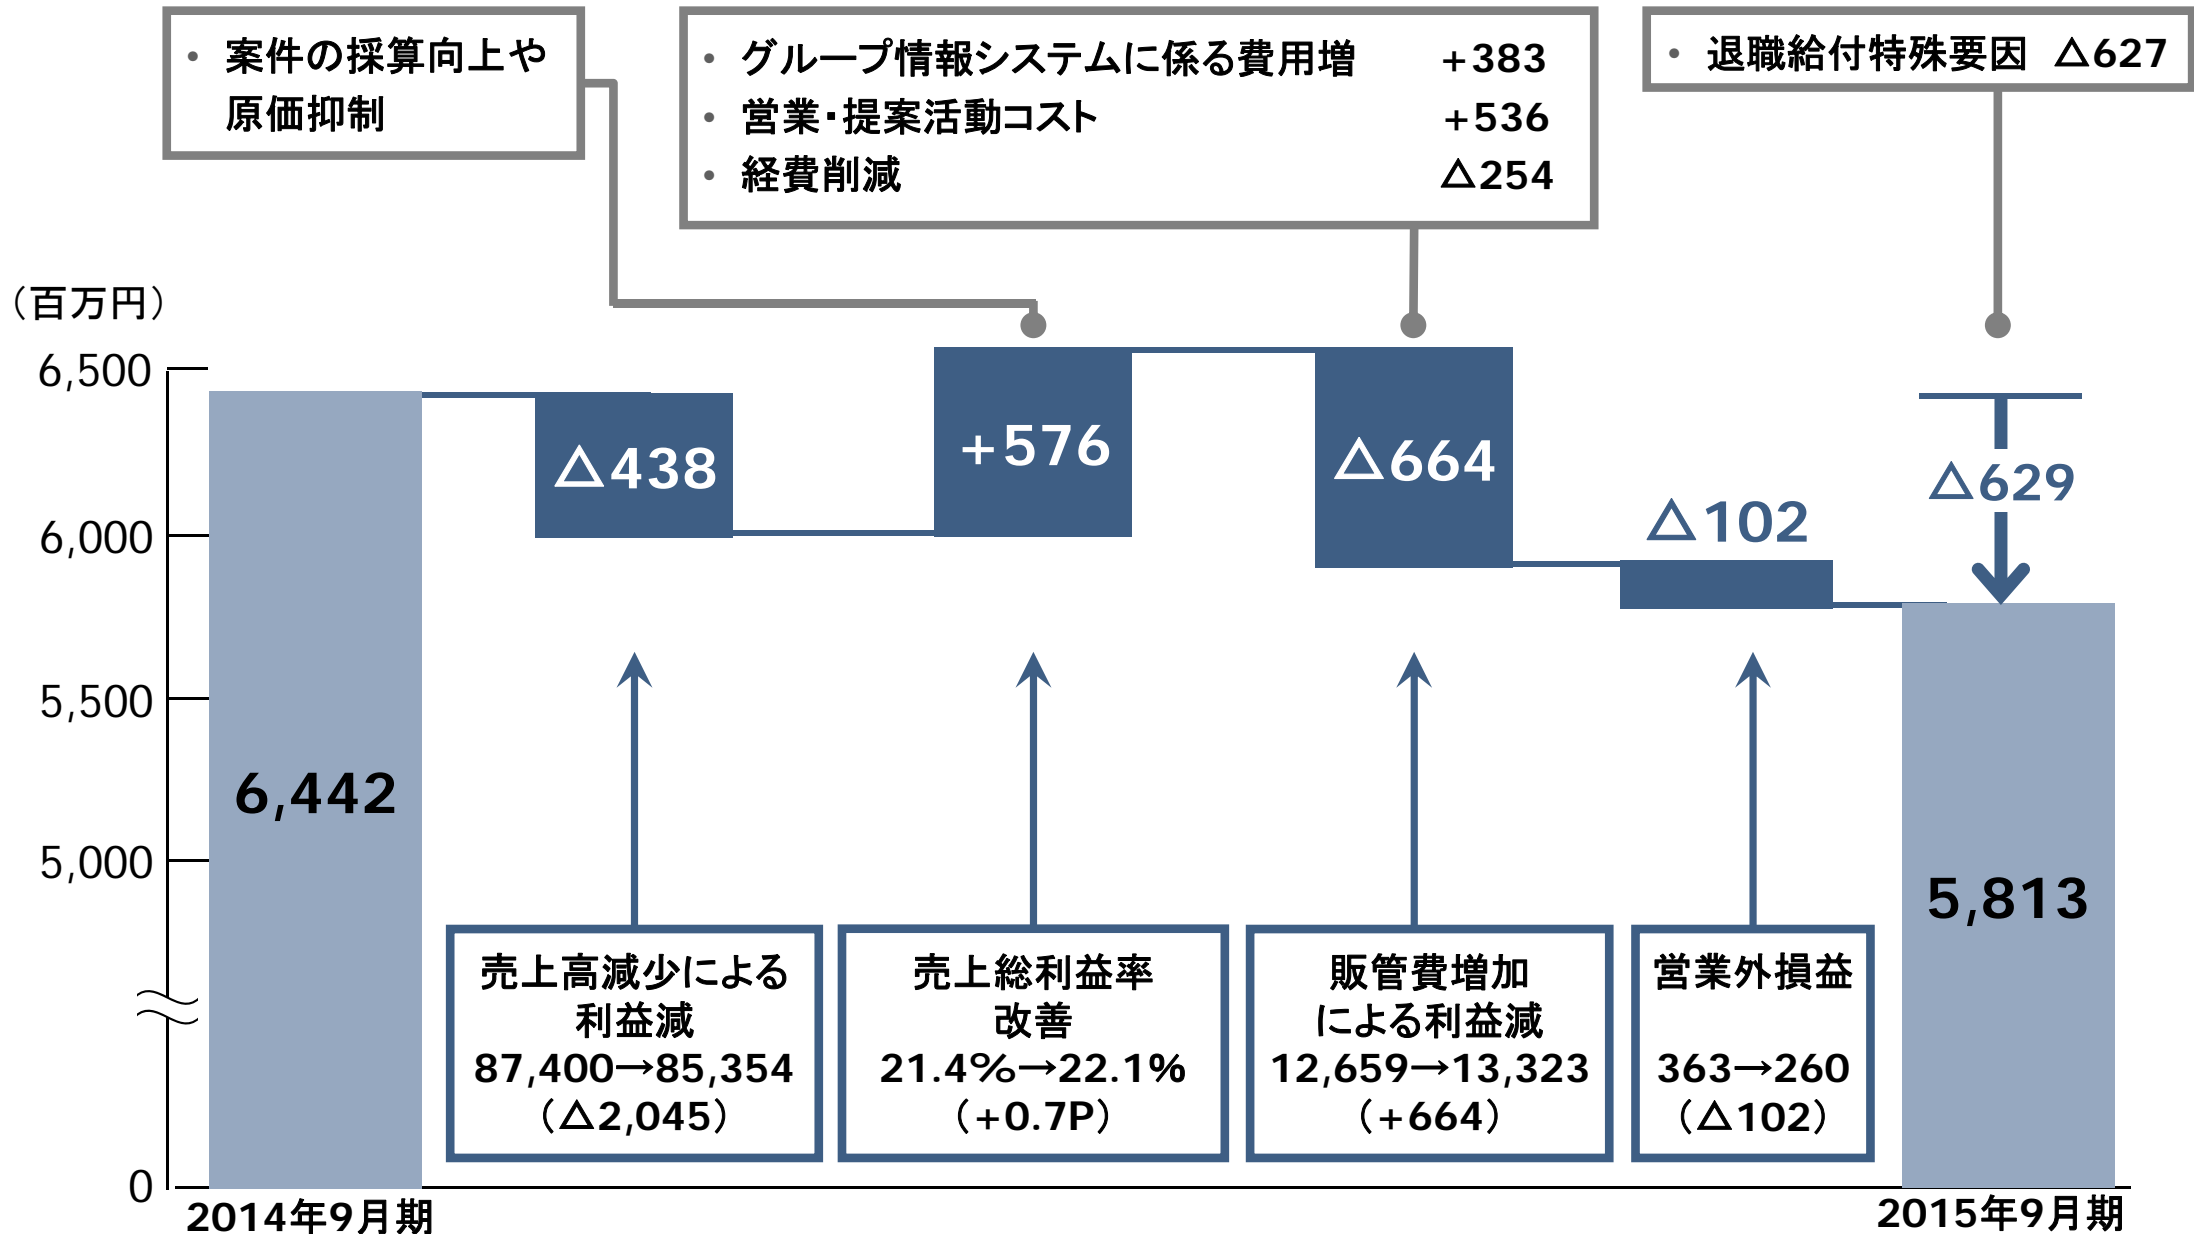 • 案件の採算向上や
原価抑制
• グループ情報システムに係る費用増 +383
• 営業・提案活動コスト +536
• 経費削減 △254
• 退職給付特殊要因 △627
（百万円）
6,500
6,000
5,500
5,000
0
6,442
△438
+576
△664
△102
△629
5,813
売上高減少による
利益減
87,400→85,354
（△2,045）
売上総利益率
改善
21.4%→22.1%
（+0.7P）
販管費増加
による利益減
12,659→13,323
（+664）
営業外損益
363→260
（△102）
2014年9月期
2015年9月期